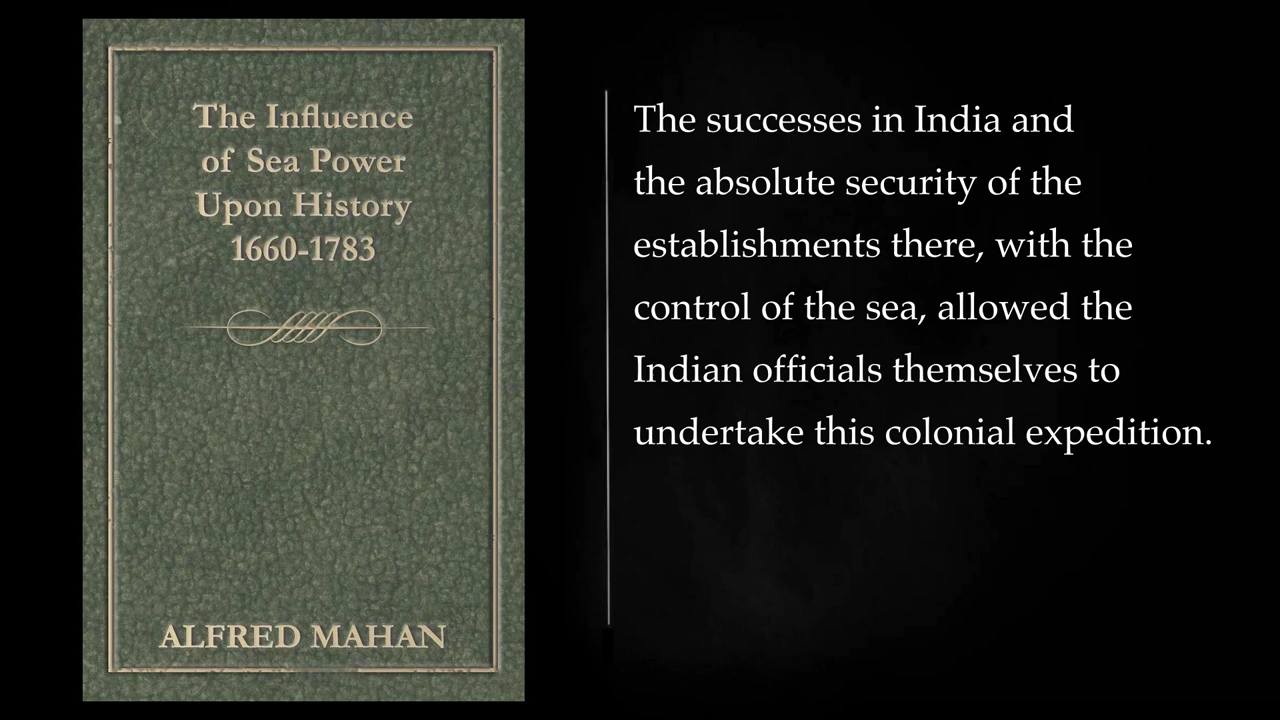 The Influence
of Sea Power
Upon History
1660-1783
ALFRED MAHAN
The successes in India and
the absolute security of the
establishments there, with the
control of the sea, allowed the
Indian officials themselves to
undertake this colonial expedition.